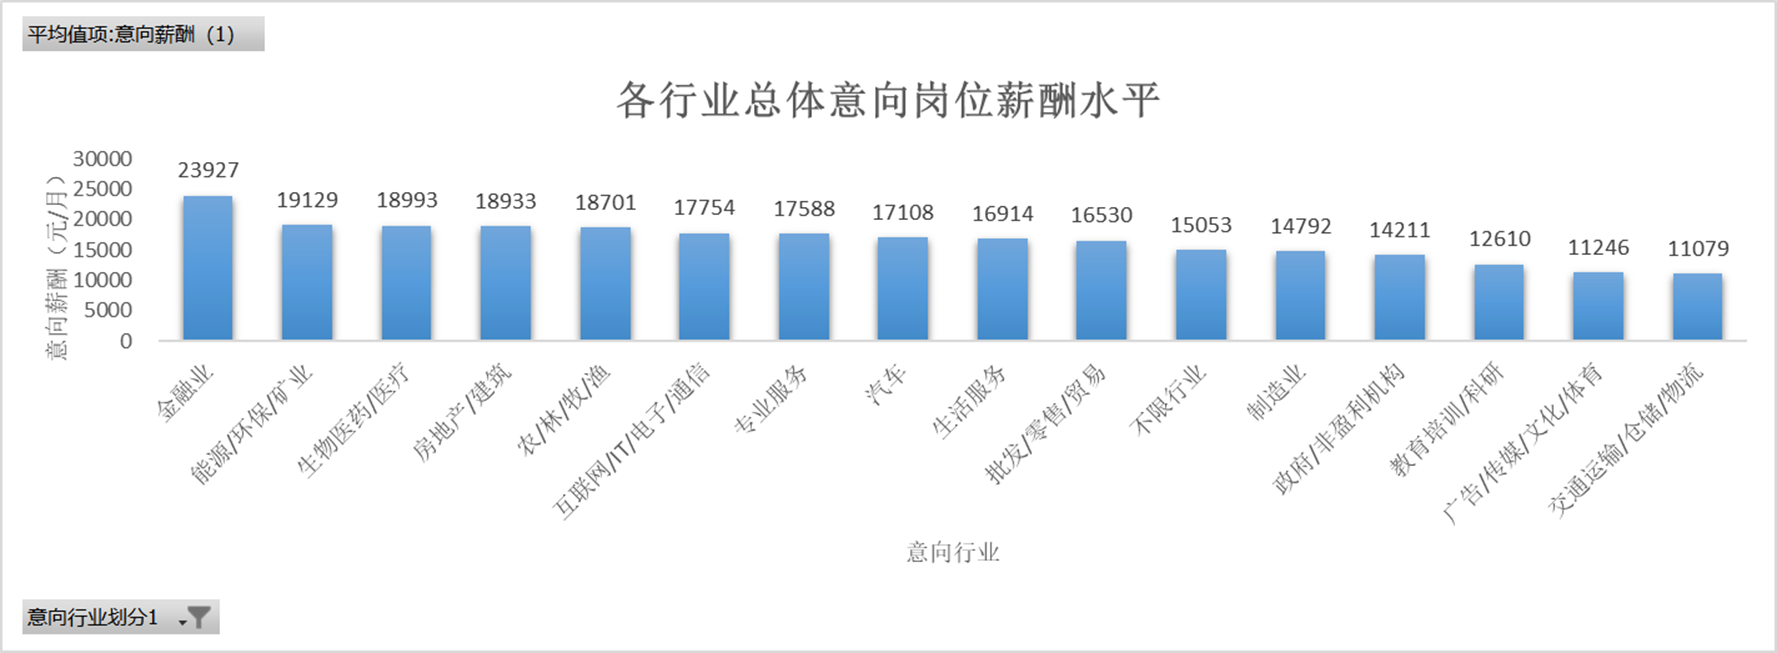 平均值项:意向薪酬（1）
各行业总体意向岗位薪酬水平
意向薪酬（元/月）
30000
25000
20000
15000
10000
5000
0
23927
19129
18993
18933
18701
17754
17588
17108
16914
16530
15053
14792
14211
12610
11246
11079
金融业
能源/环保/矿业
生物医药/医疗
房地产/建筑
农/林/牧/渔
互联网/IT/电子/通信
专业服务
汽车
生活服务
批发/零售/贸易
不限行业
制造业
政府/非盈利机构
教育培训/科研
广告/传媒/文化/体育
交通运输/仓储/物流
意向行业
意向行业划分1